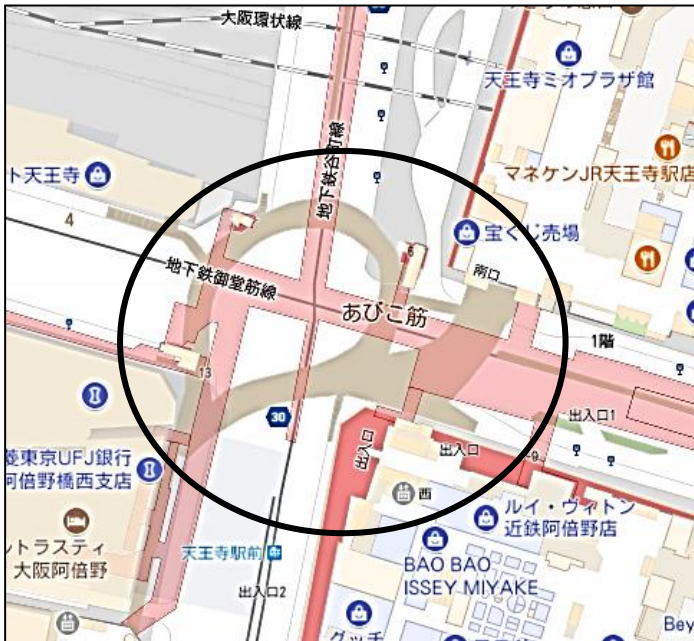 大阪環状線
天王寺ミオプラザ館
地下鉄谷町線
マネケンJR天王寺駅店
ト天王寺
4
6
宝くじ売場
南口
地下鉄御堂筋線
あびこ筋
1階
13
30
出入口1
菱東京UFJ銀行
阿倍野橋西支店
出入口
出入口
9
西
ルイ・ヴィトン
近鉄阿倍野店
ントラスティ
大阪阿倍野
天王寺駅前
BAO BAO
ISSEY MIYAKE
出入口2
グッチ
Bey